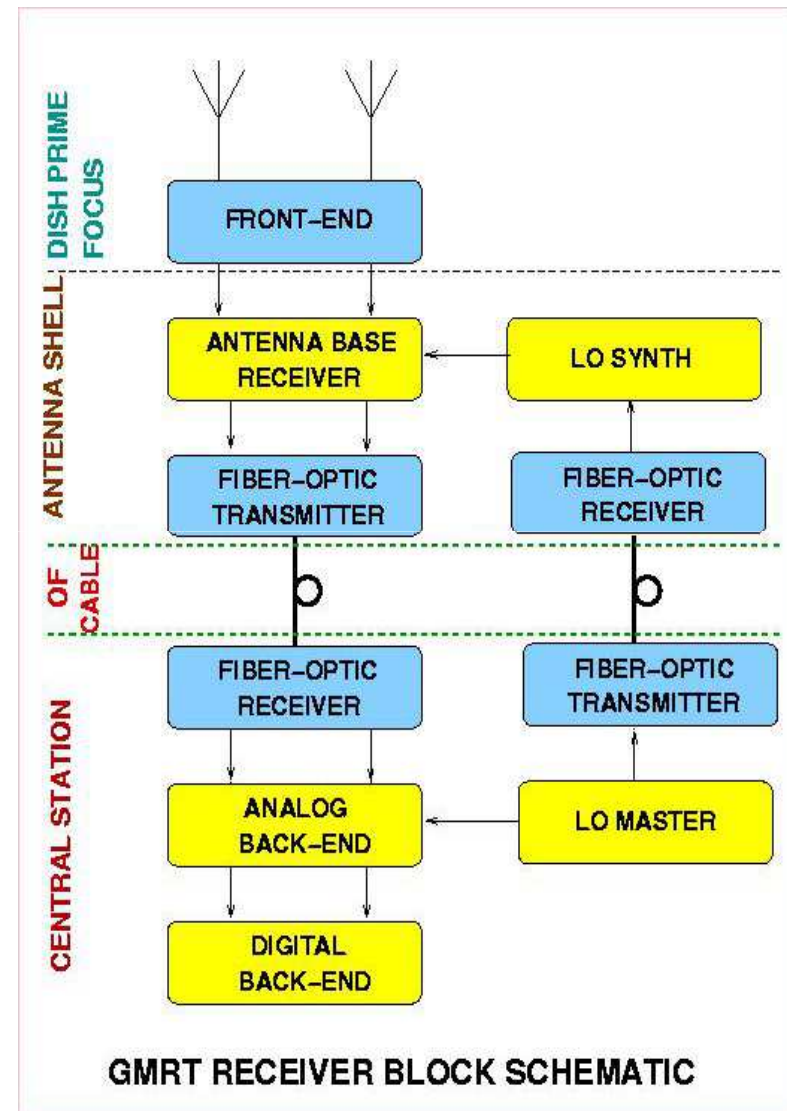 DISH PRIME
FOCUS
FRONT−END
ANTENNA SHELL
ANTENNA BASE
RECEIVER
LO SYNTH
FIBER−OPTIC
TRANSMITTER
FIBER−OPTIC
RECEIVER
OF
CABLE
CENTRAL STATION
FIBER−OPTIC
RECEIVER
FIBER−OPTIC
TRANSMITTER
ANALOG
BACK−END
LO MASTER
DIGITAL
BACK−END
GMRT RECEIVER BLOCK SCHEMATIC